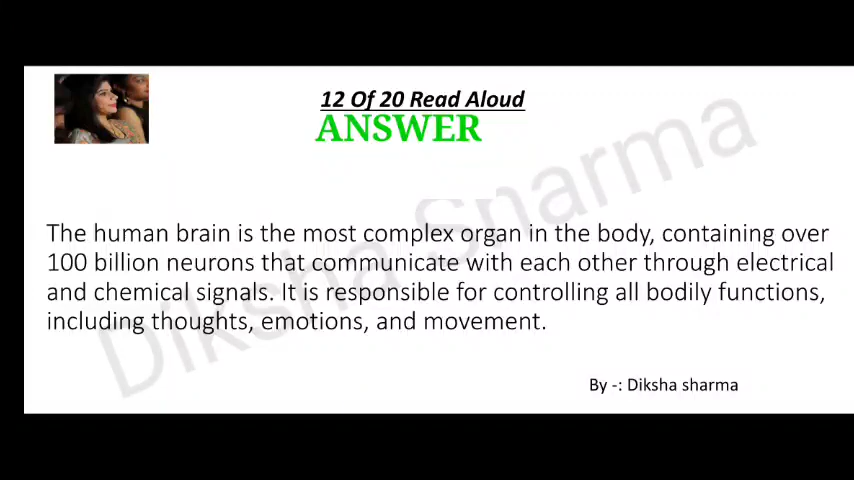 12 Of 20 Read Aloud
ANSWER
The human brain is the most complex organ in the body, containing over
100 billion neurons that communicate with each other through electrical
and chemical signals. It is responsible for controlling all bodily functions,
including thoughts, emotions, and movement.
Diksha Sharma
By -: Diksha sharma